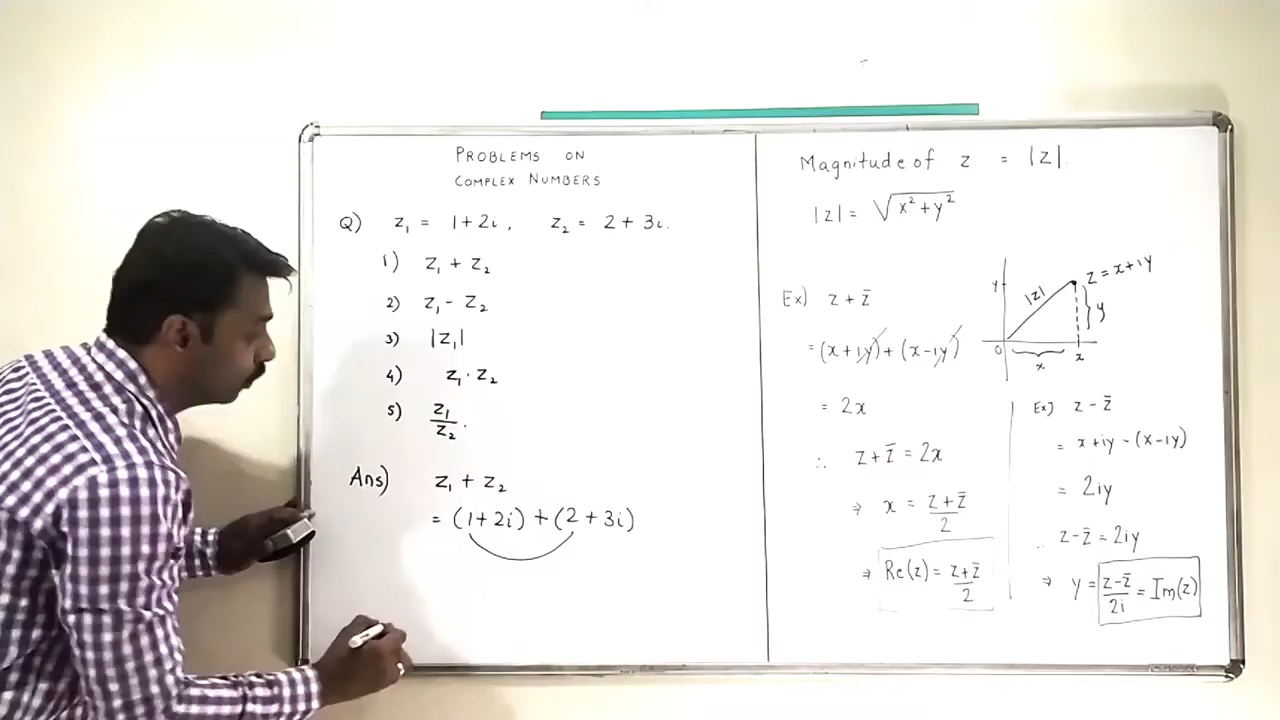 PROBLEMS ON
COMPLEX NUMBERS
Q) z₁ = 1+2i, z₂ = 2 + 3i.
1) z₁ + z₂
2) z₁ - z₂
3) |z₁|
4) z₁ · z₂
5) z₁/z₂.
Ans) z₁ + z₂
= (1+2i) + (2+3i)
Magnitude of z = |z|.
|z| = √(x²+y²)
Ex) z + z̄
= (x+iy) + (x-iy)
= 2x
∴ z + z̄ = 2x
⇒ x = (z+z̄)/2
⇒ Re(z) = (z+z̄)/2
y
|z|
z = x+iy
} y
0
x
x
Ex) z - z̄
= x+iy - (x-iy)
= 2iy
∴ z-z̄ = 2iy
⇒ y = (z-z̄)/2i = Im(z)